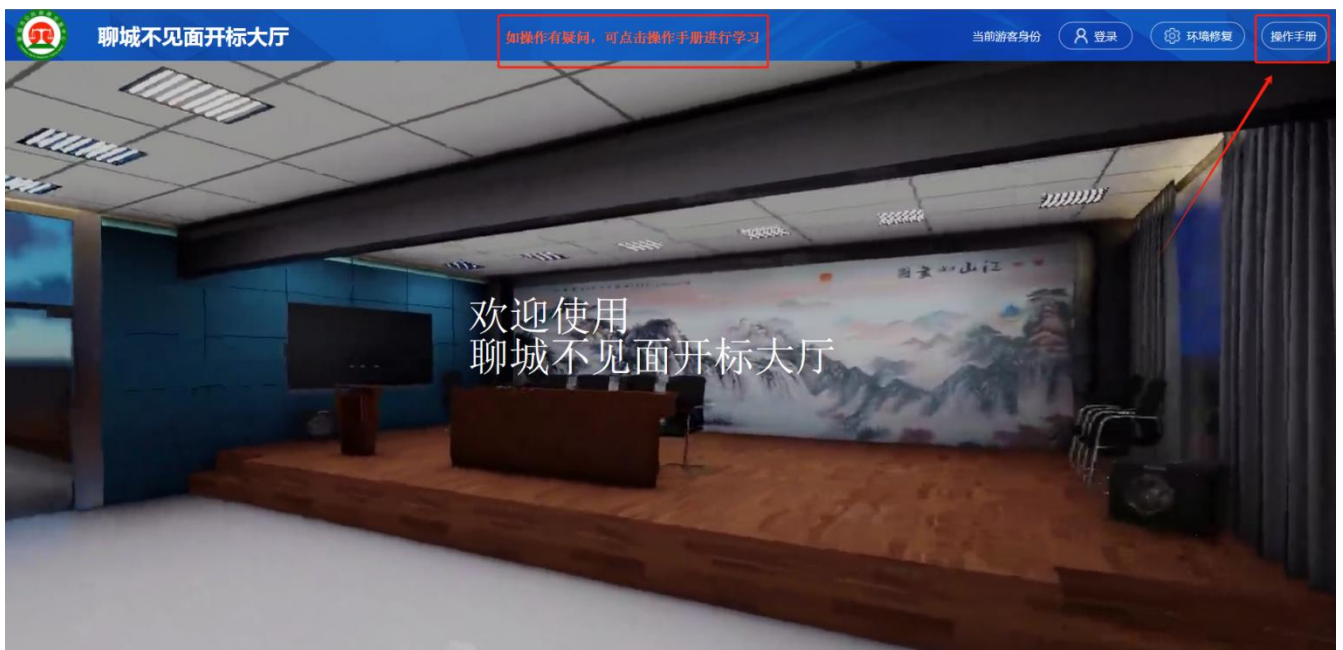 聊城不见面开标大厅
如操作有疑问，可点击操作手册进行学习
当前游客身份
登录
环境修复
操作手册
欢迎使用
聊城不见面开标大厅